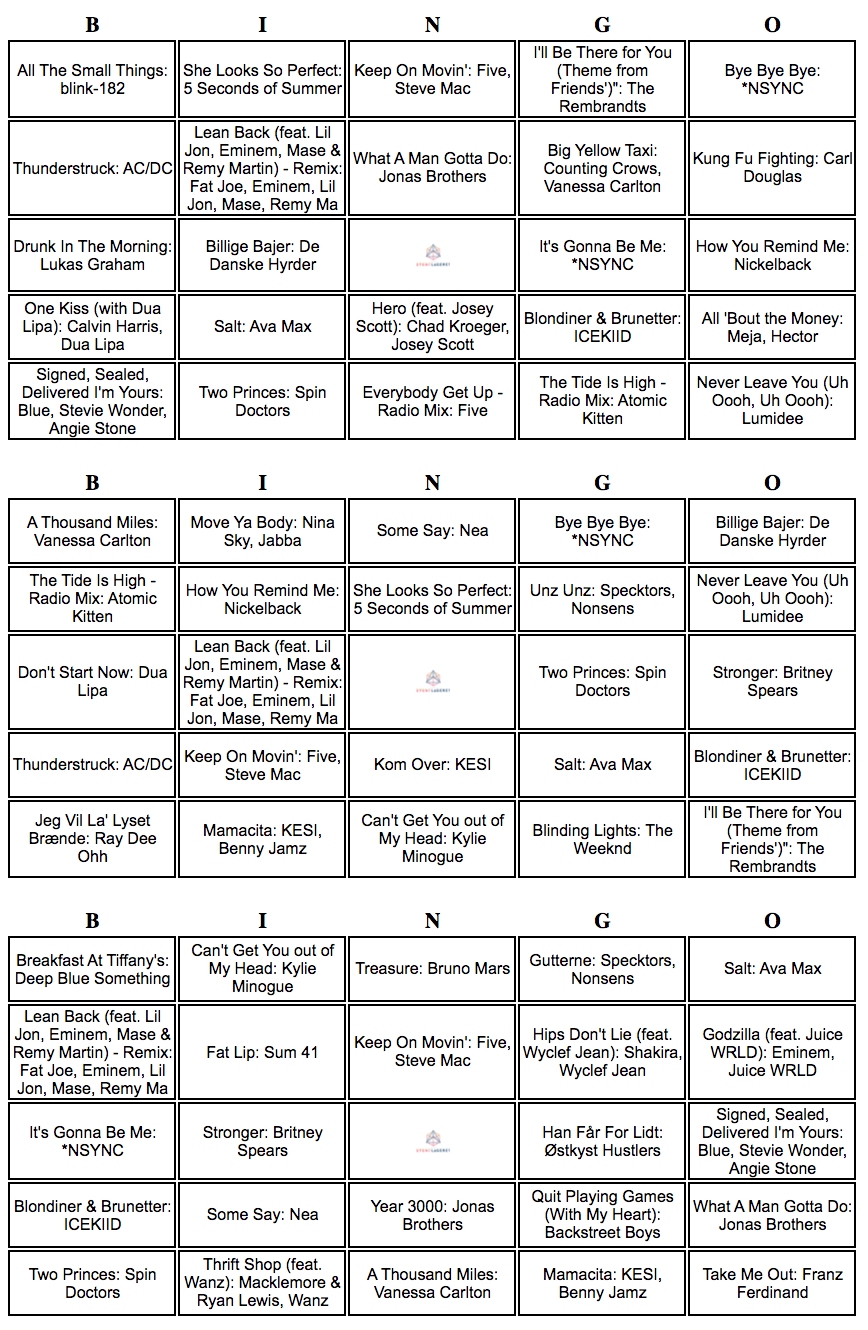 B I N G O
All The Small Things:
blink-182
She Looks So Perfect:
5 Seconds of Summer
Keep On Movin': Five,
Steve Mac
I'll Be There for You
(Theme from
Friends')": The
Rembrandts
Bye Bye Bye:
*NSYNC
Thunderstruck: AC/DC
Lean Back (feat. Lil
Jon, Eminem, Mase &
Remy Martin) - Remix:
Fat Joe, Eminem, Lil
Jon, Mase, Remy Ma
What A Man Gotta Do:
Jonas Brothers
Big Yellow Taxi:
Counting Crows,
Vanessa Carlton
Kung Fu Fighting: Carl
Douglas
Drunk In The Morning:
Lukas Graham
Billige Bajer: De
Danske Hyrder
It's Gonna Be Me:
*NSYNC
How You Remind Me:
Nickelback
One Kiss (with Dua
Lipa): Calvin Harris,
Dua Lipa
Salt: Ava Max
Hero (feat. Josey
Scott): Chad Kroeger,
Josey Scott
Blondiner & Brunetter:
ICEKIID
All 'Bout the Money:
Meja, Hector
Signed, Sealed,
Delivered I'm Yours:
Blue, Stevie Wonder,
Angie Stone
Two Princes: Spin
Doctors
Everybody Get Up -
Radio Mix: Five
The Tide Is High -
Radio Mix: Atomic
Kitten
Never Leave You (Uh
Oooh, Uh Oooh):
Lumidee
B I N G O
A Thousand Miles:
Vanessa Carlton
Move Ya Body: Nina
Sky, Jabba
Some Say: Nea
Bye Bye Bye:
*NSYNC
Billige Bajer: De
Danske Hyrder
The Tide Is High -
Radio Mix: Atomic
Kitten
How You Remind Me:
Nickelback
She Looks So Perfect:
5 Seconds of Summer
Unz Unz: Specktors,
Nonsens
Never Leave You (Uh
Oooh, Uh Oooh):
Lumidee
Don't Start Now: Dua
Lipa
Lean Back (feat. Lil
Jon, Eminem, Mase &
Remy Martin) - Remix:
Fat Joe, Eminem, Lil
Jon, Mase, Remy Ma
Two Princes: Spin
Doctors
Stronger: Britney
Spears
Thunderstruck: AC/DC
Keep On Movin': Five,
Steve Mac
Kom Over: KESI
Salt: Ava Max
Blondiner & Brunetter:
ICEKIID
Jeg Vil La' Lyset
Brænde: Ray Dee
Ohh
Mamacita: KESI,
Benny Jamz
Can't Get You out of
My Head: Kylie
Minogue
Blinding Lights: The
Weeknd
I'll Be There for You
(Theme from
Friends')": The
Rembrandts
B I N G O
Breakfast At Tiffany's:
Deep Blue Something
Can't Get You out of
My Head: Kylie
Minogue
Treasure: Bruno Mars
Gutterne: Specktors,
Nonsens
Salt: Ava Max
Lean Back (feat. Lil
Jon, Eminem, Mase &
Remy Martin) - Remix:
Fat Joe, Eminem, Lil
Jon, Mase, Remy Ma
Fat Lip: Sum 41
Keep On Movin': Five,
Steve Mac
Hips Don't Lie (feat.
Wyclef Jean): Shakira,
Wyclef Jean
Godzilla (feat. Juice
WRLD): Eminem,
Juice WRLD
It's Gonna Be Me:
*NSYNC
Stronger: Britney
Spears
Han Får For Lidt:
Østkyst Hustlers
Signed, Sealed,
Delivered I'm Yours:
Blue, Stevie Wonder,
Angie Stone
Blondiner & Brunetter:
ICEKIID
Some Say: Nea
Year 3000: Jonas
Brothers
Quit Playing Games
(With My Heart):
Backstreet Boys
What A Man Gotta Do:
Jonas Brothers
Two Princes: Spin
Doctors
Thrift Shop (feat.
Wanz): Macklemore &
Ryan Lewis, Wanz
A Thousand Miles:
Vanessa Carlton
Mamacita: KESI,
Benny Jamz
Take Me Out: Franz
Ferdinand